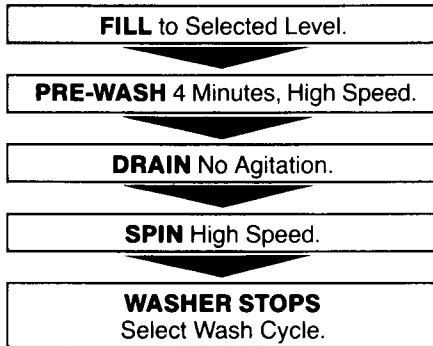 FILL to Selected Level.
PRE-WASH 4 Minutes, High Speed.
DRAIN No Agitation.
SPIN High Speed.
WASHER STOPS
Select Wash Cycle.